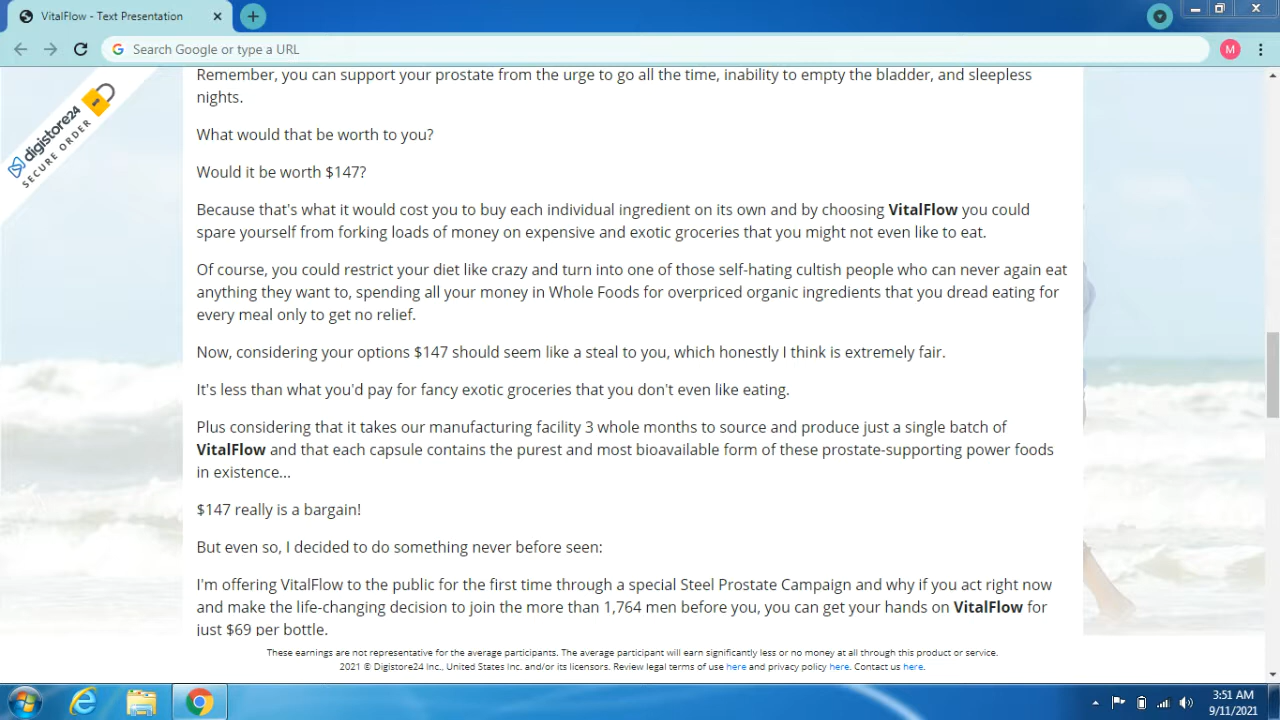 VitalFlow - Text Presentation
Search Google or type a URL
M
digistore24
SECURE ORDER
Remember, you can support your prostate from the urge to go all the time, inability to empty the bladder, and sleepless
nights.
What would that be worth to you?
Would it be worth $147?
Because that's what it would cost you to buy each individual ingredient on its own and by choosing VitalFlow you could
spare yourself from forking loads of money on expensive and exotic groceries that you might not even like to eat.
Of course, you could restrict your diet like crazy and turn into one of those self-hating cultish people who can never again eat
anything they want to, spending all your money in Whole Foods for overpriced organic ingredients that you dread eating for
every meal only to get no relief.
Now, considering your options $147 should seem like a steal to you, which honestly I think is extremely fair.
It's less than what you'd pay for fancy exotic groceries that you don't even like eating.
Plus considering that it takes our manufacturing facility 3 whole months to source and produce just a single batch of
VitalFlow and that each capsule contains the purest and most bioavailable form of these prostate-supporting power foods
in existence...
$147 really is a bargain!
But even so, I decided to do something never before seen:
I'm offering VitalFlow to the public for the first time through a special Steel Prostate Campaign and why if you act right now
and make the life-changing decision to join the more than 1,764 men before you, you can get your hands on VitalFlow for
just $69 per bottle.
These earnings are not representative for the average participants. The average participant will earn significantly less or no money at all through this product or service.
2021 © Digistore24 Inc., United States Inc. and/or its licensors. Review legal terms of use here and privacy policy here. Contact us here.
3:51 AM
9/11/2021